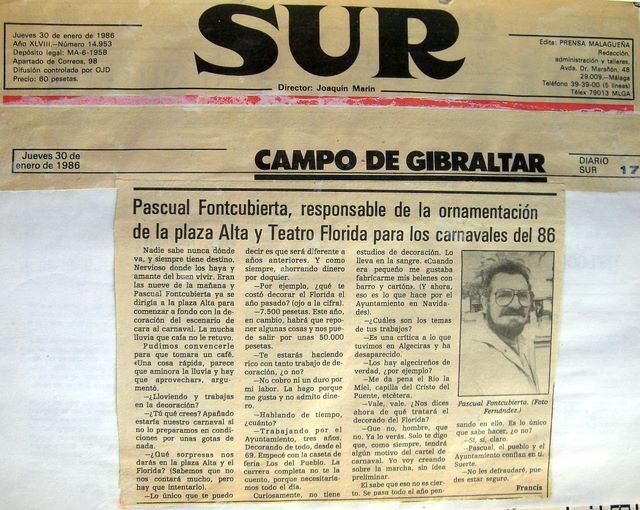 Jueves 30 de enero de 1986
Año XLVIII.—Número 14.953
Depósito legal: MA-6-1958
Apartado de Correos, 98
Difusión controlada por OJD
Precio: 60 pesetas.
SUR
Director: Joaquín Marín
Edita: PRENSA MALAGUEÑA
Redacción,
administración y talleres.
Avda. Dr. Marañón, 48
29.009.—Málaga
Teléfono 39-39-00 (5 líneas)
Télex 79013 MLGA
Jueves 30 de
enero de 1986
CAMPO DE GIBRALTAR
DIARIO
SUR
17
Pascual Fontcubierta, responsable de la ornamentación
de la plaza Alta y Teatro Florida para los carnavales del 86
Nadie sabe nunca dónde
va, y siempre tiene destino.
Nervioso donde los haya y
amante del buen vivir. Eran
las nueve de la mañana y
Pascual Fontcubierta ya se
dirigía a la plaza Alta para
comenzar a fondo con la de-
coración del escenario de
cara al carnaval. La mucha
lluvia que caía no le retuvo.
Pudimos convencerle
para que tomara un café.
«Una cosa rápida, parece
que aminora la lluvia y hay
que aprovechar», argu-
mentó.
—¿Lloviendo y trabajas
en la decoración?
—¿Tú qué crees? Apañado
estaría nuestro carnaval si
no lo preparamos en condi-
ciones por unas gotas de
nada.
—¿Qué sorpresas nos
darás en la plaza Alta y el
Florida? (Sabemos que no
nos contará mucho, pero
hay que intentarlo).
—Lo único que te puedo
decir es que será diferente a
años anteriores. Y como
siempre, ahorrando dinero
por doquier.
—Por ejemplo, ¿qué te
costó decorar el Florida el
año pasado? (ojo a la cifra).
—7.500 pesetas. Este año,
en cambio, habrá que repo-
ner algunas cosas y nos pue-
de salir por unas 50.000
pesetas.
—Te estarás haciendo
rico con tanto trabajo de de-
coración, ¿o no?
—No cobro ni un duro por
mi labor. La hago porque
me gusta y no admito dine-
ro.
—Hablando de tiempo,
¿cuánto?
—Trabajando por el
Ayuntamiento, tres años.
Decorando de todo, desde el
69. Empecé con la caseta de
feria Los del Pueblo. La
carrera completa no te la
cuento, porque necesitaría-
mos todo el día.
Curiosamente, no tiene
estudios de decoración. Lo
lleva en la sangre. «Cuando
era pequeño me gustaba
fabricarme mis belenes con
barro y cartón». (Y ahora,
eso es lo que hace por el
Ayuntamiento en Navida-
des).
—¿Cuáles son los temas
de tus trabajos?
—Es una crítica a lo que
tuvimos en Algeciras y ha
desaparecido.
—Los hay algecireños de
verdad, ¿por ejemplo?
—Me da pena el Río la
Miel, capilla del Cristo del
Puente, etcétera.
—Vale, vale. ¿Nos dices
ahora de qué tratará el
decorado del Florida?
—Que no, hombre, que
no. Ya lo verás. Solo te digo
que, como siempre, tendrá
algún motivo del cartel de
carnaval. Yo voy creando
sobre la marcha, sin idea
preliminar.
El sabe que eso no es cier-
to. Se pasa todo el año pen-
Pascual Fontcubierta. (Foto
Fernández.)
sando en ello. Es lo único
que sabe hacer, ¿o no?
—Sí, sí, claro.
—Pascual, el pueblo y el
Ayuntamiento confían en ti.
Suerte.
—No les defraudaré, pue-
des estar seguro.
Francis